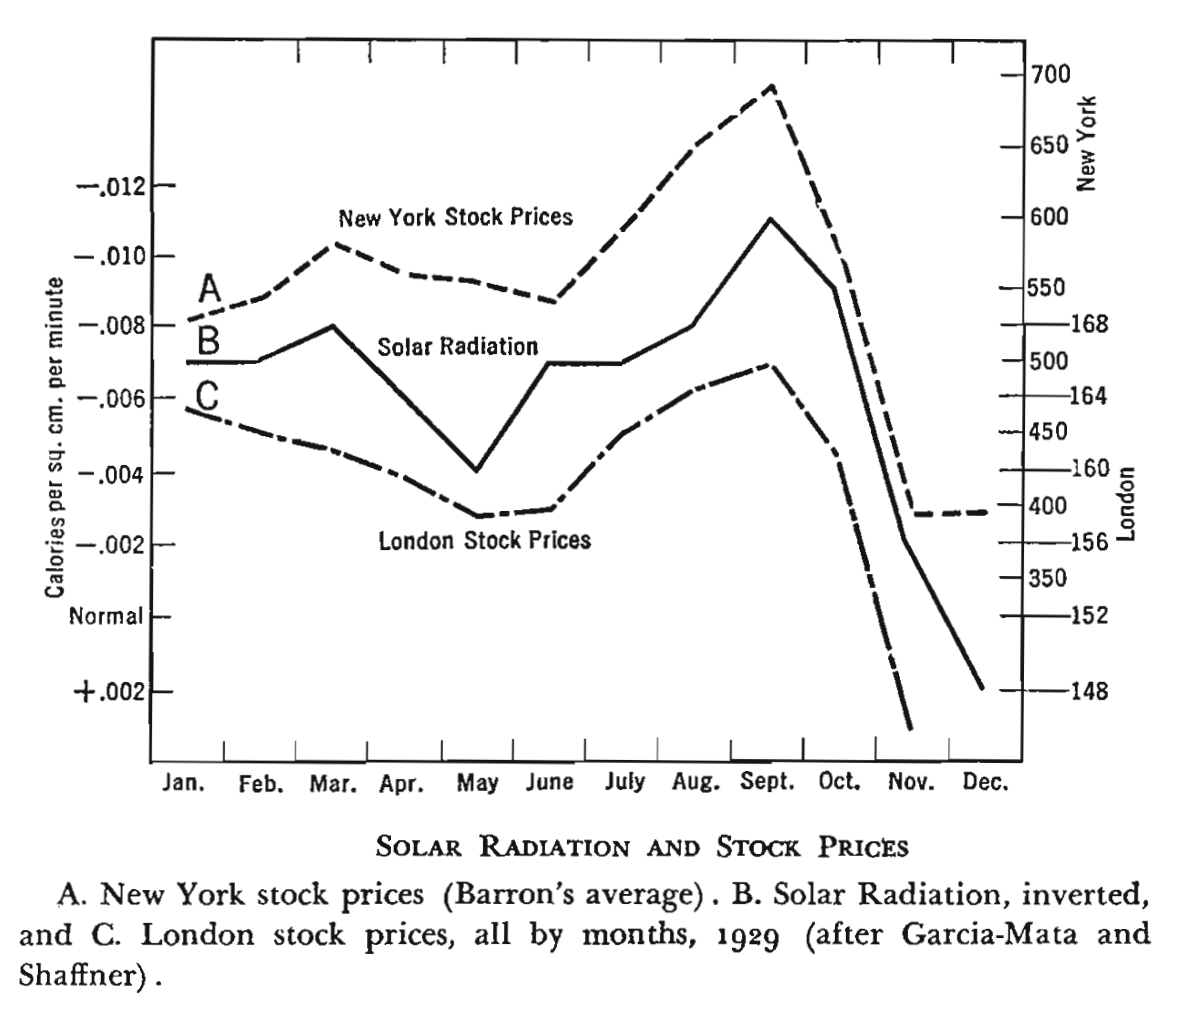 700
New York
650
—.012
New York Stock Prices
600
—.010
550
A
—.008
168
B
Solar Radiation
500
Calories per sq. cm. per minute
—.006
C
164
450
—.004
160
London
400
London Stock Prices
—.002
156
350
Normal
152
+.002
148
Jan. Feb. Mar. Apr. May June July Aug. Sept. Oct. Nov. Dec.
SOLAR RADIATION AND STOCK PRICES
A. New York stock prices (Barron's average). B. Solar Radiation, inverted,
and C. London stock prices, all by months, 1929 (after Garcia-Mata and
Shaffner).